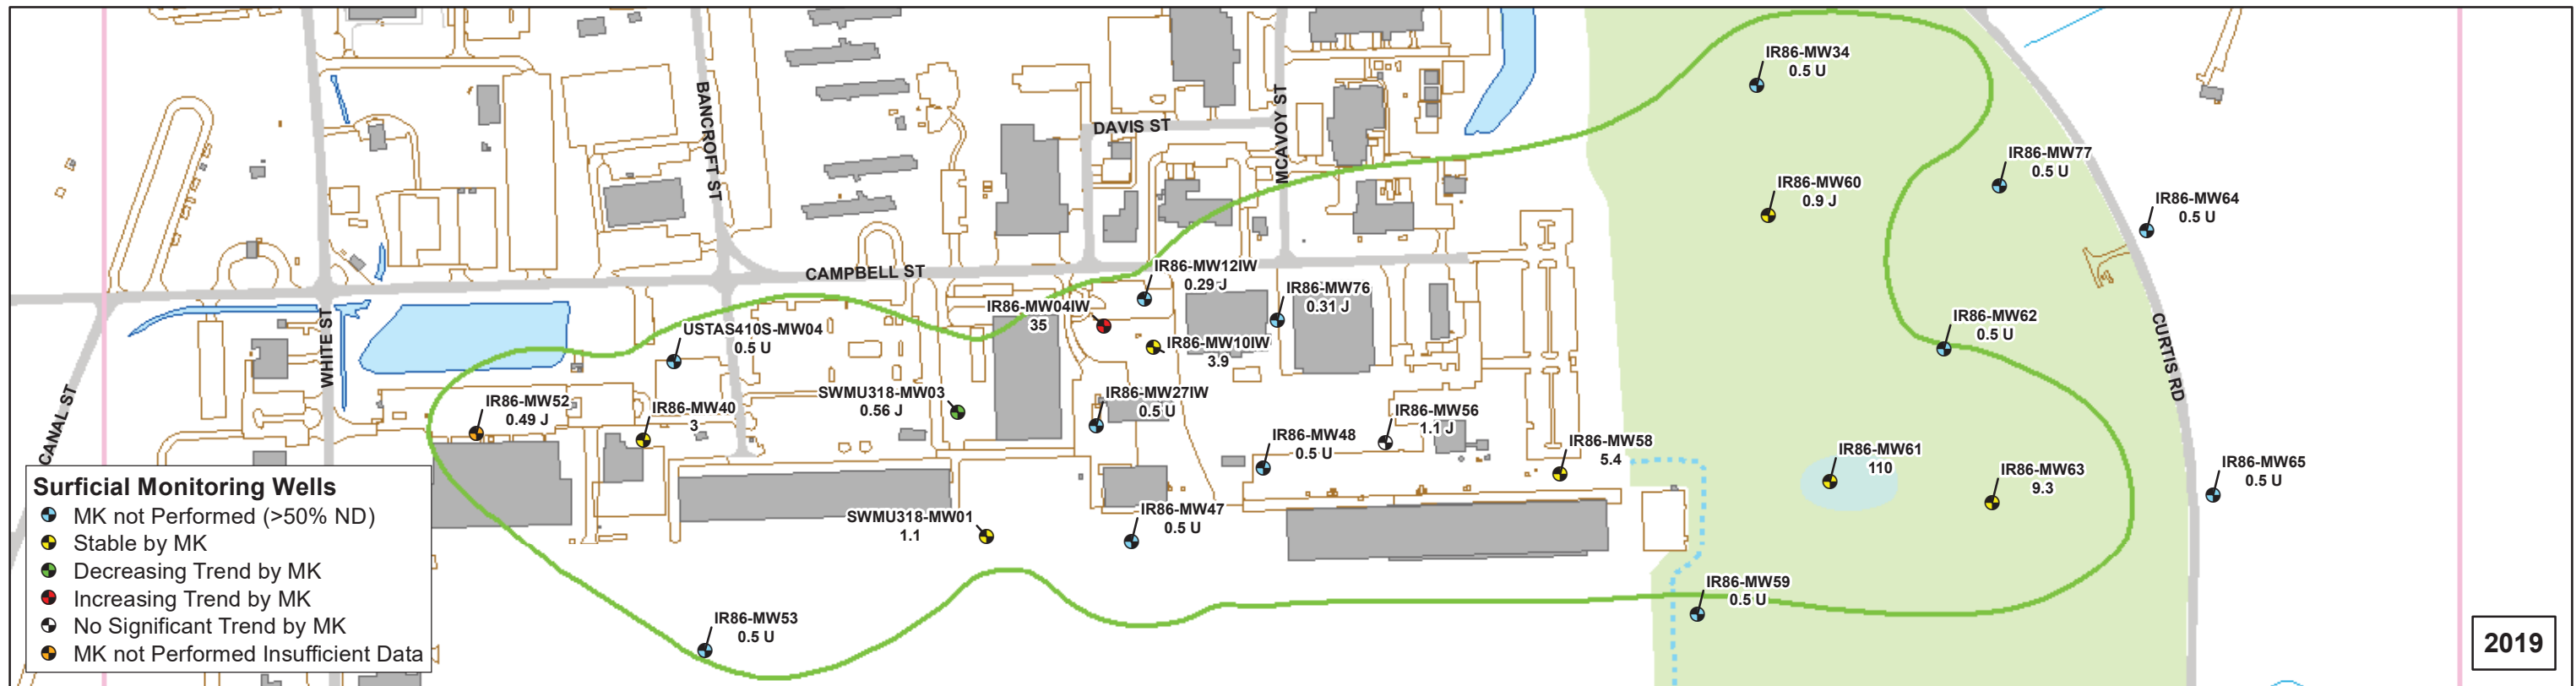 IR86-MW34
0.5 U
BANCROFT ST
MCAVOY ST
DAVIS ST
IR86-MW77
0.5 U
IR86-MW60
0.9 J
IR86-MW64
0.5 U
CAMPBELL ST
IR86-MW12IW
0.29 J
IR86-MW76
0.31 J
IR86-MW04IW
35
WHITE ST
USTAS410S-MW04
0.5 U
IR86-MW10IW
3.9
IR86-MW62
0.5 U
CURTIS RD
CANAL ST
IR86-MW52
0.49 J
IR86-MW40
3
SWMU318-MW03
0.56 J
IR86-MW27IW
0.5 U
IR86-MW56
1.1 J
IR86-MW48
0.5 U
IR86-MW58
5.4
IR86-MW61
110
IR86-MW63
9.3
IR86-MW65
0.5 U
SWMU318-MW01
1.1
IR86-MW47
0.5 U
IR86-MW59
0.5 U
IR86-MW53
0.5 U
Surficial Monitoring Wells
MK not Performed (>50% ND)
Stable by MK
Decreasing Trend by MK
Increasing Trend by MK
No Significant Trend by MK
MK not Performed Insufficient Data
2019